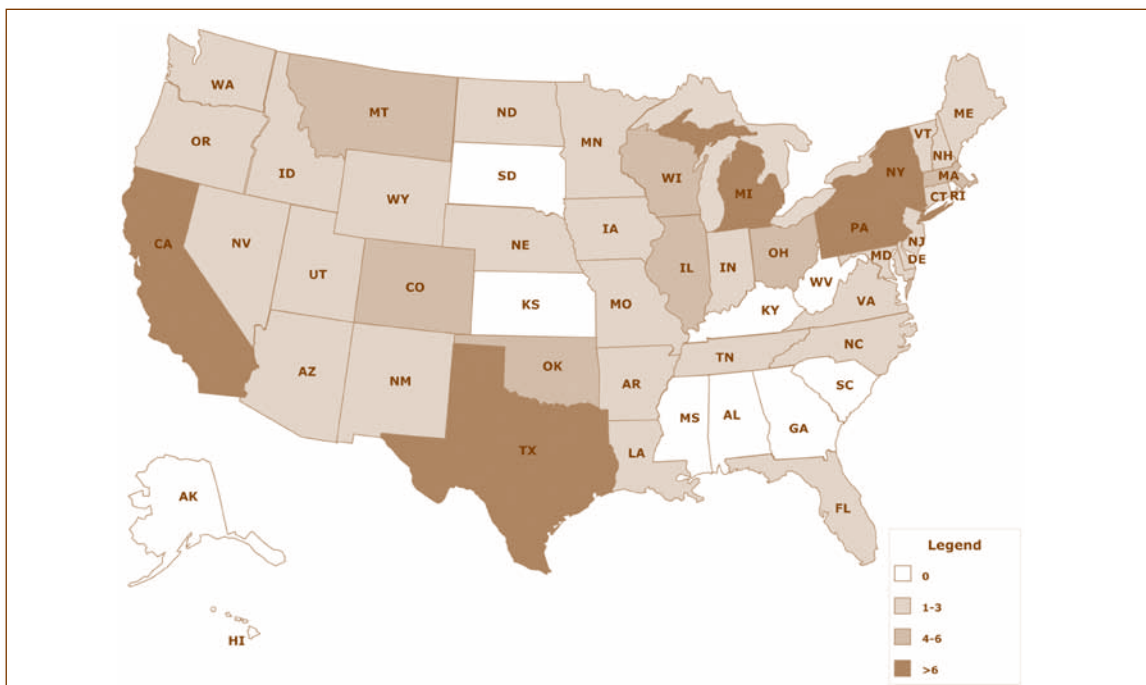 WA
MT
ND
MN
ME
VT
NH
OR
ID
SD
WI
NY
MA
CT
RI
WY
MI
IA
PA
CA
NV
NE
OH
NJ
MD
DE
UT
IL
IN
CO
WV
KS
MO
KY
VA
NC
AZ
NM
OK
TN
AR
SC
MS
AL
GA
LA
TX
AK
FL
HI
Legend
0
1-3
4-6
>6